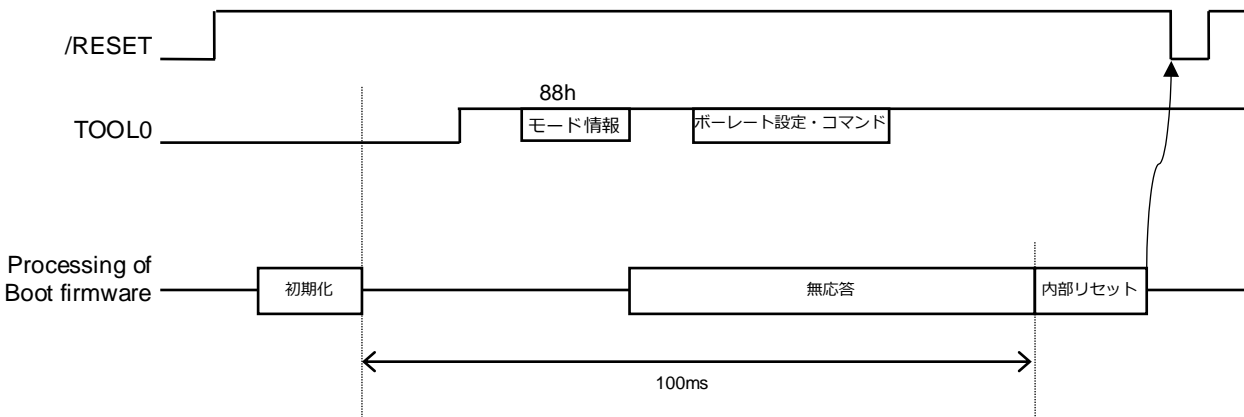 /RESET
88h
TOOL0
モード情報
ボーレート設定・コマンド
Processing of
Boot firmware
初期化
無応答
内部リセット
100ms